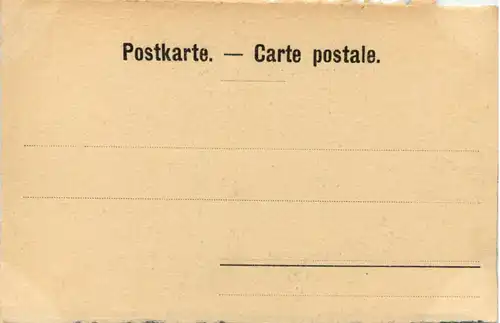 Postkarte. — Carte postale.